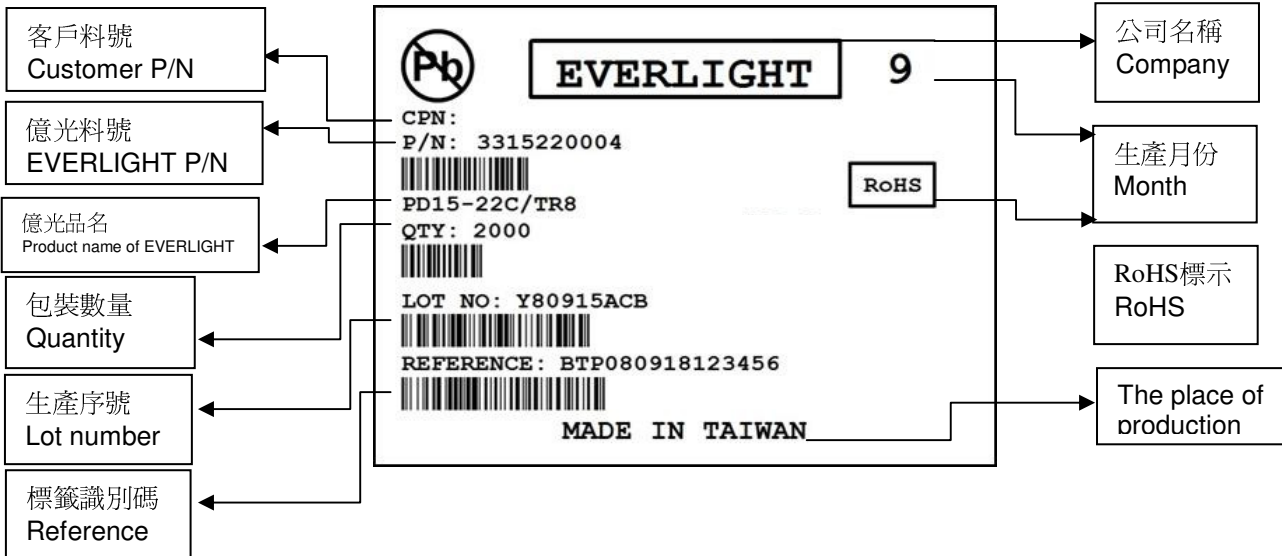 客戶料號
Customer P/N
億光料號
EVERLIGHT P/N
億光品名
Product name of EVERLIGHT
包裝數量
Quantity
生產序號
Lot number
標籤識別碼
Reference
Pb
EVERLIGHT
9
CPN:
P/N: 3315220004
RoHS
PD15-22C/TR8
QTY: 2000
LOT NO: Y80915ACB
REFERENCE: BTP080918123456
MADE IN TAIWAN
公司名稱
Company
生產月份
Month
RoHS標示
RoHS
The place of
production